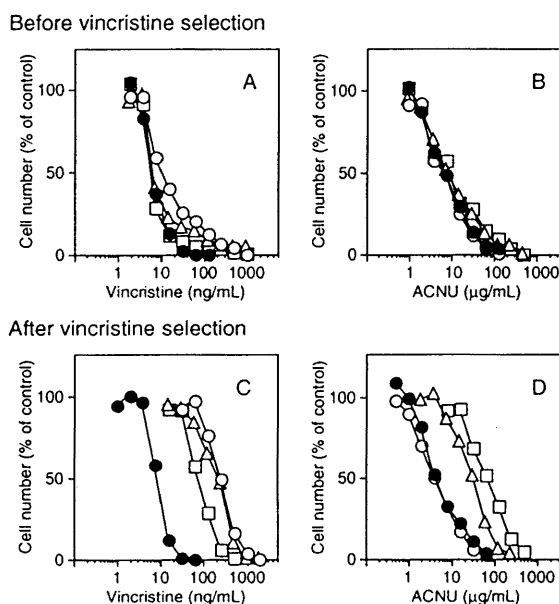 Before vincristine selection
Cell number (% of control)
100
50
0
A
1 10 100 1000
Vincristine (ng/mL)
Cell number (% of control)
100
50
0
B
1 10 100 1000
ACNU (μg/mL)
After vincristine selection
Cell number (% of control)
100
50
0
C
1 10 100 1000
Vincristine (ng/mL)
Cell number (% of control)
100
50
0
D
1 10 100 1000
ACNU (μg/mL)